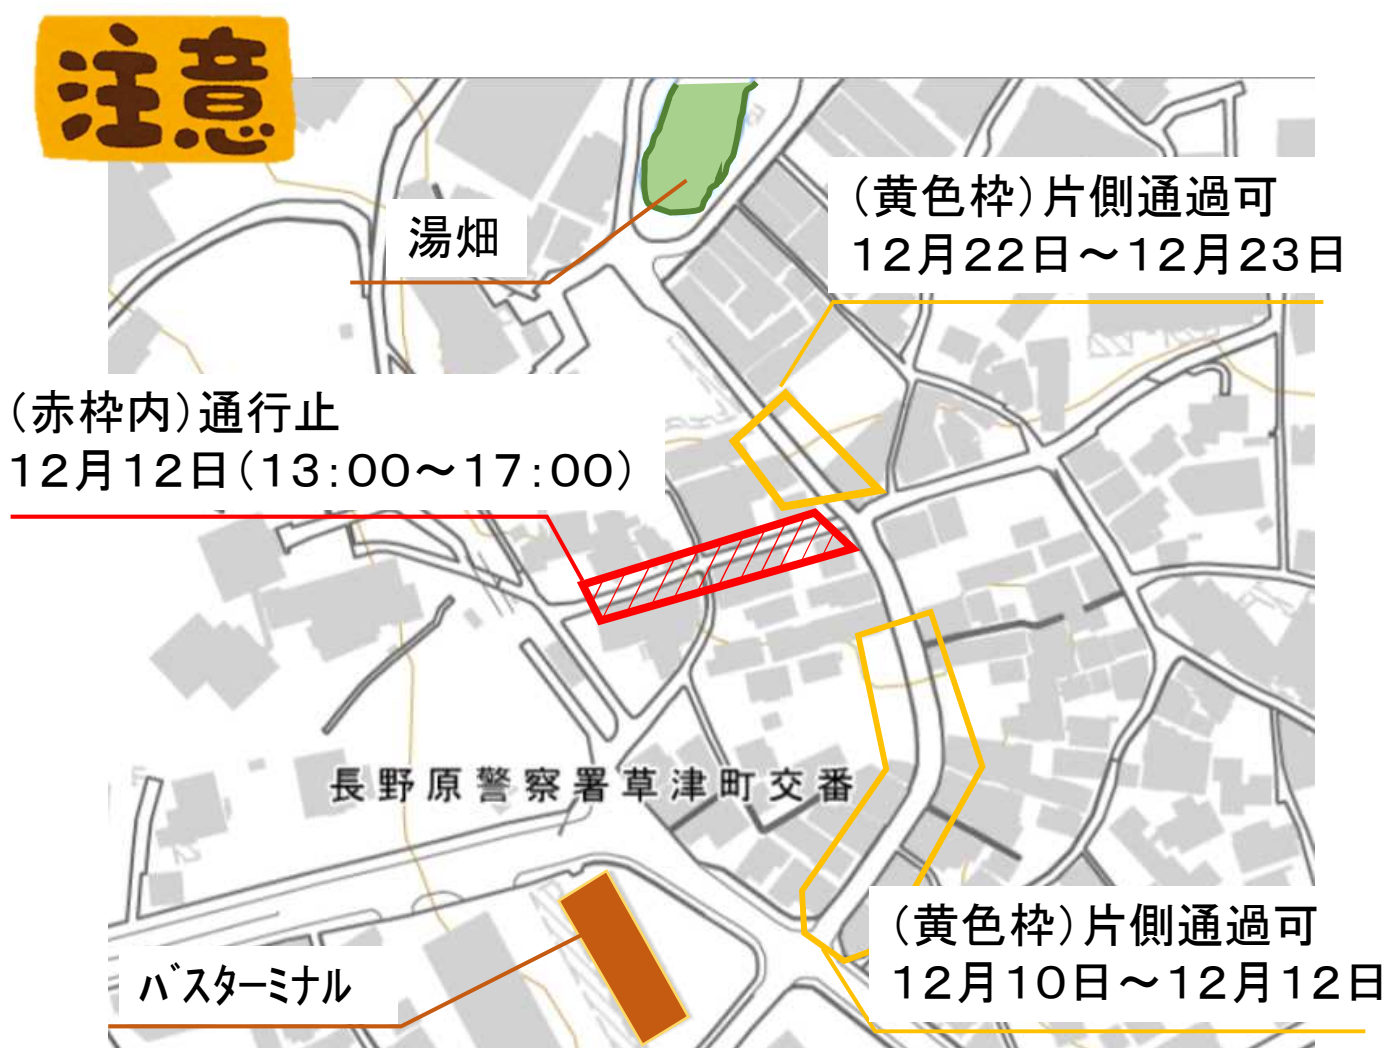 注意
(黄色枠)片側通過可
12月22日~12月23日
湯畑
(赤枠内)通行止
12月12日(13:00~17:00)
長野原警察署草津町交番
(黄色枠)片側通過可
12月10日~12月12日
バスターミナル